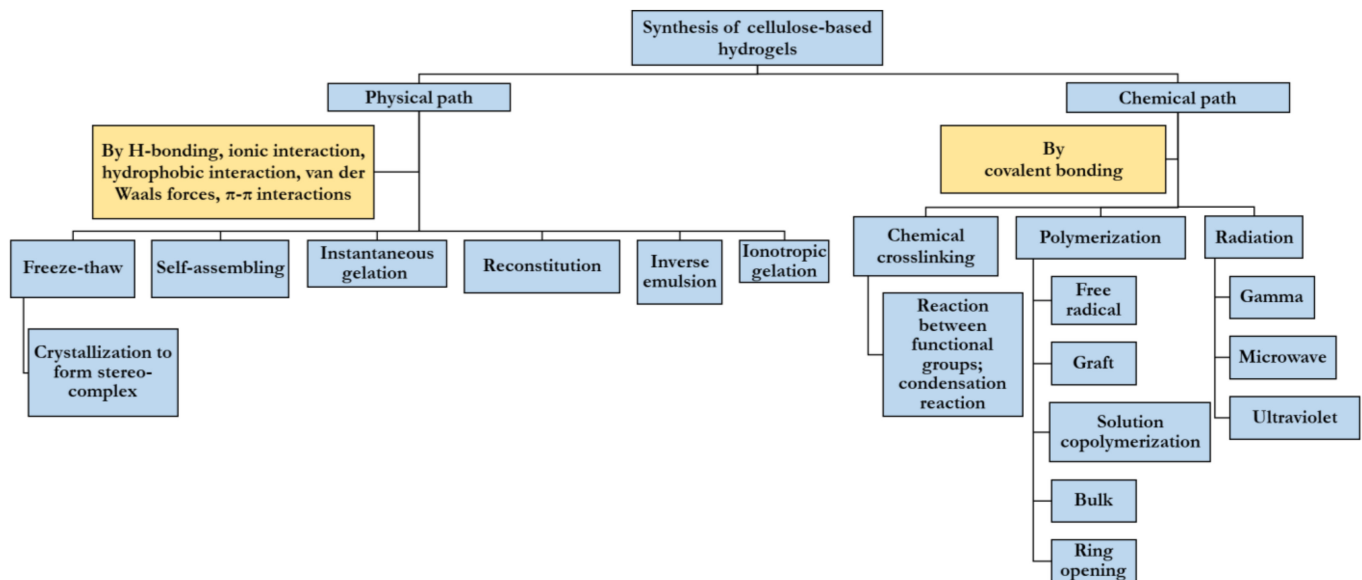 Synthesis of cellulose-based
hydrogels
Physical path
Chemical path
By H-bonding, ionic interaction,
hydrophobic interaction, van der
Waals forces, π-π interactions
By
covalent bonding
Freeze-thaw
Self-assembling
Instantaneous
gelation
Reconstitution
Inverse
emulsion
Ionotropic
gelation
Chemical
crosslinking
Polymerization
Radiation
Crystallization to
form stereo-
complex
Reaction
between
functional
groups;
condensation
reaction
Free
radical
Graft
Solution
copolymerization
Bulk
Ring
opening
Gamma
Microwave
Ultraviolet